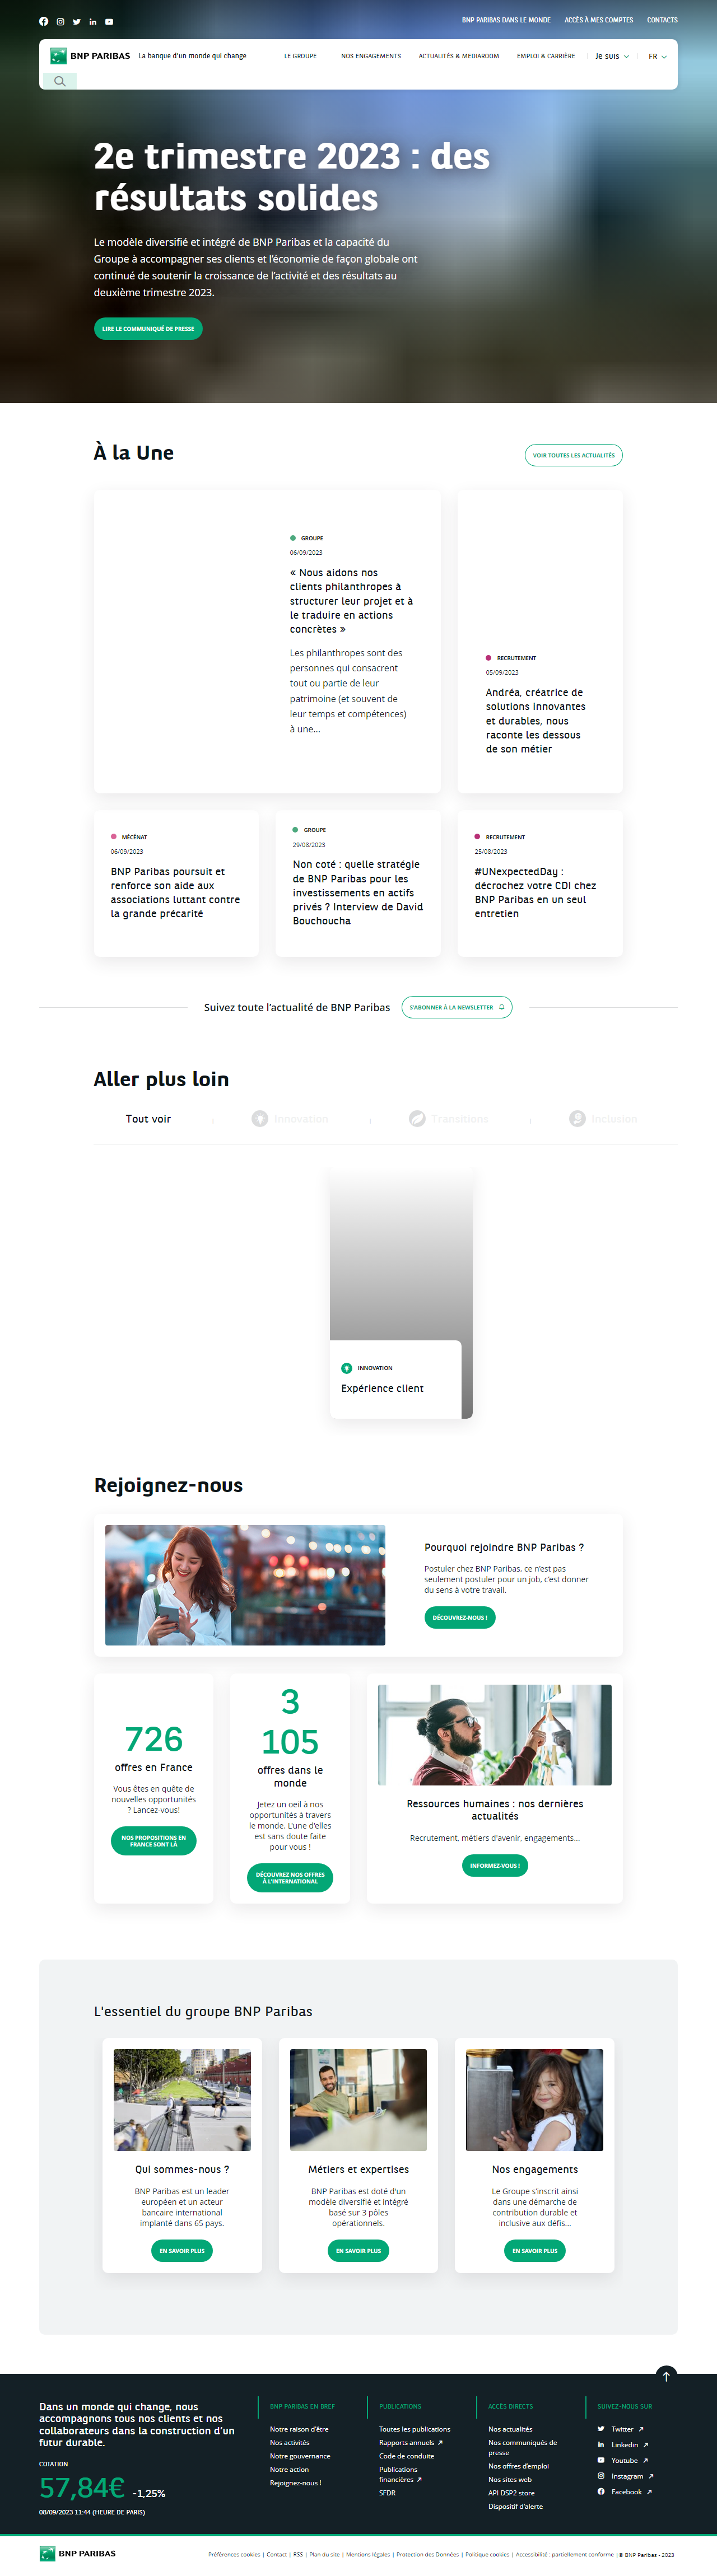 BNP PARIBAS DANS LE MONDE
ACCÈS À MES COMPTES
CONTACTS
BNP PARIBAS
La banque d'un monde qui change
LE GROUPE
NOS ENGAGEMENTS
ACTUALITÉS & MEDIAROOM
EMPLOI & CARRIÈRE
Je suis
FR
2e trimestre 2023 : des
résultats solides
Le modèle diversifié et intégré de BNP Paribas et la capacité du
Groupe à accompagner ses clients et l'économie de façon globale ont
continué de soutenir la croissance de l'activité et des résultats au
deuxième trimestre 2023.
LIRE LE COMMUNIQUÉ DE PRESSE
À la Une
VOIR TOUTES LES ACTUALITÉS
GROUPE
06/09/2023
« Nous aidons nos
clients philanthropes à
structurer leur projet et à
le traduire en actions
concrètes »
Les philanthropes sont des
personnes qui consacrent
tout ou partie de leur
patrimoine (et souvent de
leur temps et compétences)
à une...
RECRUTEMENT
05/09/2023
Andréa, créatrice de
solutions innovantes
et durables, nous
raconte les dessous
de son métier
MÉCÉNAT
06/09/2023
BNP Paribas poursuit et
renforce son aide aux
associations luttant contre
la grande précarité
GROUPE
29/08/2023
Non coté : quelle stratégie
de BNP Paribas pour les
investissements en actifs
privés ? Interview de David
Bouchoucha
RECRUTEMENT
25/08/2023
#UNexpectedDay :
décrochez votre CDI chez
BNP Paribas en un seul
entretien
Suivez toute l'actualité de BNP Paribas
S'ABONNER À LA NEWSLETTER
Aller plus loin
Tout voir
Innovation
Transitions
Inclusion
INNOVATION
Expérience client
Rejoignez-nous
Pourquoi rejoindre BNP Paribas ?
Postuler chez BNP Paribas, ce n'est pas
seulement postuler pour un job, c'est donner
du sens à votre travail.
DÉCOUVREZ-NOUS !
726
offres en France
Vous êtes en quête de
nouvelles opportunités
? Lancez-vous!
NOS PROPOSITIONS EN
FRANCE SONT LÀ
3
105
offres dans le
monde
Jetez un oeil à nos
opportunités à travers
le monde. L'une d'elles
est sans doute faite
pour vous !
DÉCOUVREZ NOS OFFRES
À L'INTERNATIONAL
Ressources humaines : nos dernières
actualités
Recrutement, métiers d'avenir, engagements...
INFORMEZ-VOUS !
L'essentiel du groupe BNP Paribas
Qui sommes-nous ?
BNP Paribas est un leader
européen et un acteur
bancaire international
implanté dans 65 pays.
EN SAVOIR PLUS
Métiers et expertises
BNP Paribas est doté d'un
modèle diversifié et intégré
basé sur 3 pôles
opérationnels.
EN SAVOIR PLUS
Nos engagements
Le Groupe s'inscrit ainsi
dans une démarche de
contribution durable et
inclusive aux défis...
EN SAVOIR PLUS
Dans un monde qui change, nous
accompagnons tous nos clients et nos
collaborateurs dans la construction d'un
futur durable.
COTATION
57,84€ -1,25%
08/09/2023 11:44 (HEURE DE PARIS)
BNP PARIBAS EN BREF
Notre raison d'être
Nos activités
Notre gouvernance
Notre action
Rejoignez-nous !
PUBLICATIONS
Toutes les publications
Rapports annuels
Code de conduite
Publications
financières
SFDR
ACCÈS DIRECTS
Nos actualités
Nos communiqués de
presse
Nos offres d'emploi
Nos sites web
API DSP2 store
Dispositif d'alerte
SUIVEZ-NOUS SUR
Twitter
Linkedin
Youtube
Instagram
Facebook
BNP PARIBAS
Préférences cookies | Contact | RSS | Plan du site | Mentions légales | Protection des Données | Politique cookies | Accessibilité : partiellement conforme | © BNP Paribas - 2023